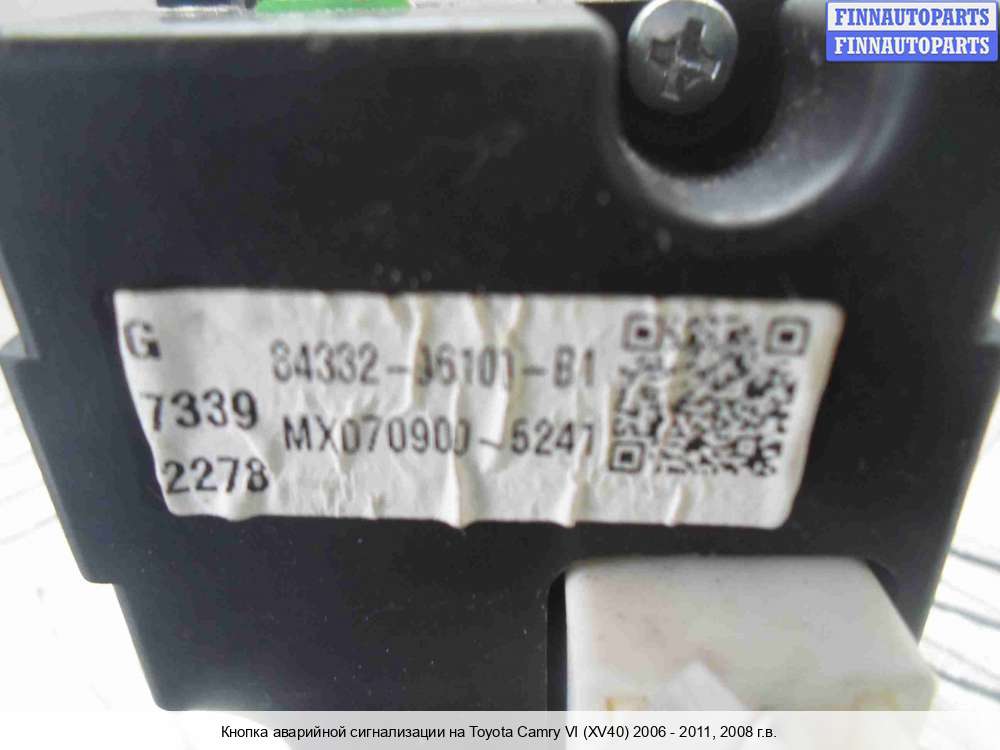 FINNAUTOPARTS
FINNAUTOPARTS
G
84332-06101-B1
7339
MX070900-5247
2278
Кнопка аварийной сигнализации на Toyota Camry VI (XV40) 2006 - 2011, 2008 г.в.